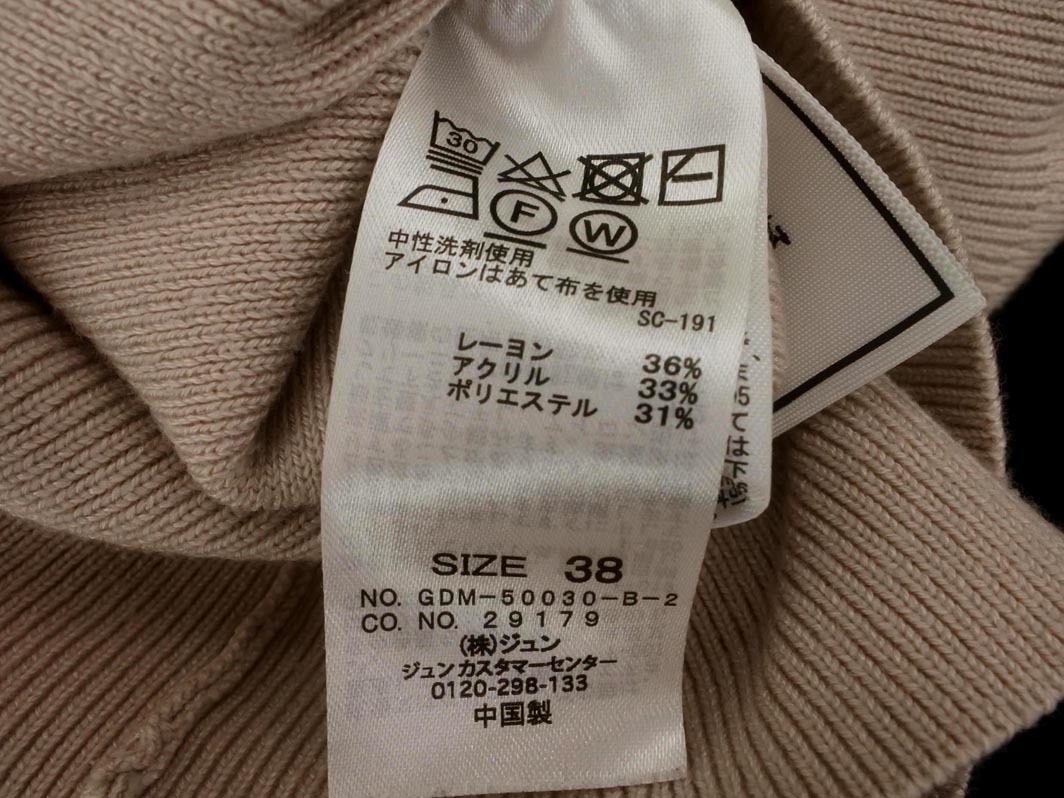 30
F W
中性洗剤使用
アイロンはあて布を使用
SC-191
レーヨン 36%
アクリル 33%
ポリエステル 31%
SIZE 38
NO. GDM-50030-B-2
CO. NO. 29179
(株)ジュン
ジュン カスタマーセンター
0120-298-133
中国製